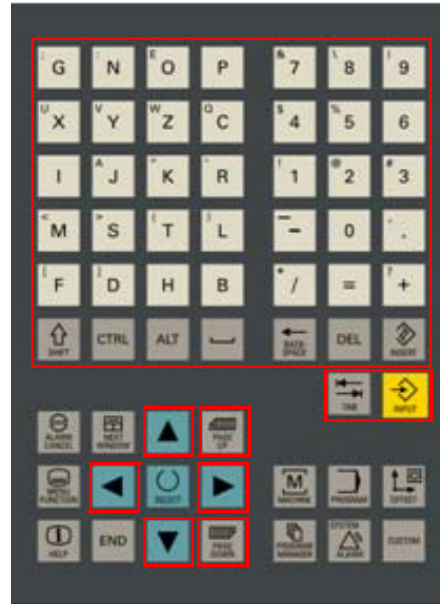 ; G : N E O P & 7 \ 8 | 9
U X V Y W Z Q C $ 4 % 5 6
I A J " K ' R ! 1 @ 2 # 3
< M > S ( T ) L - 0 .
[ F ] D H B * / = ? +
SHIFT CTRL ALT BACKSPACE DEL INSERT
TAB INPUT
ALARM CANCEL NEXT WINDOW PAGE UP
MENU FUNCTION SELECT M MACHINE PROGRAM OFFSET
HELP END PAGE DOWN PROGRAM MANAGER SYSTEM ALARM CUSTOM